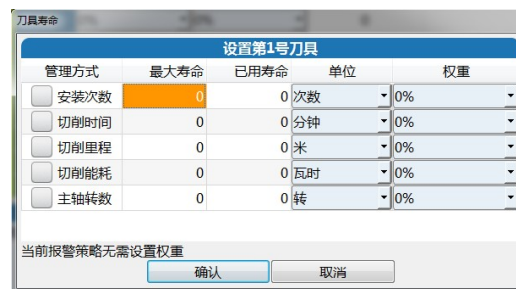 刀具寿命
设置第1号刀具
管理方式 最大寿命 已用寿命 单位 权重
安装次数 0 0 次数 0%
切削时间 0 0 分钟 0%
切削里程 0 0 米 0%
切削能耗 0 0 瓦时 0%
主轴转数 0 0 转 0%
当前报警策略无需设置权重
确认 取消